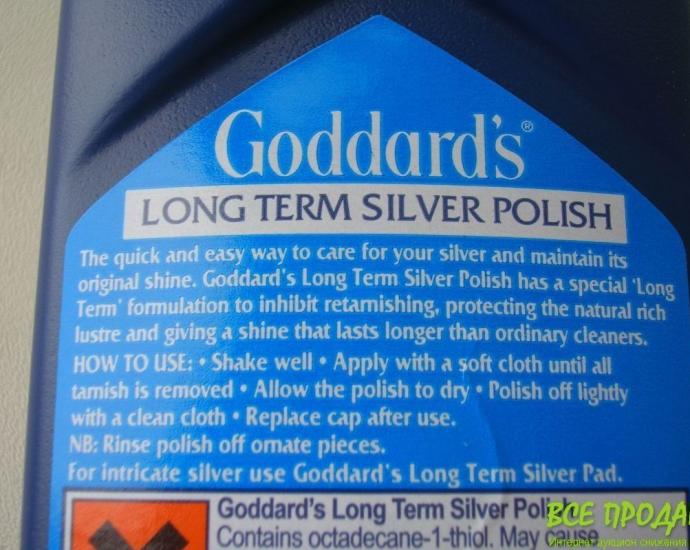 Goddard's®
LONG TERM SILVER POLISH
The quick and easy way to care for your silver and maintain its
original shine. Goddard's Long Term Silver Polish has a special 'Long
Term' formulation to inhibit retarnishing, protecting the natural rich
lustre and giving a shine that lasts longer than ordinary cleaners.
HOW TO USE: • Shake well • Apply with a soft cloth until all
tarnish is removed • Allow the polish to dry • Polish off lightly
with a clean cloth • Replace cap after use.
NB: Rinse polish off ornate pieces.
For intricate silver use Goddard's Long Term Silver Pad.
Goddard's Long Term Silver Polish
Contains octadecane-1-thiol. May cause
ВСЕ ПРОДА
Интернет аукцион снижения